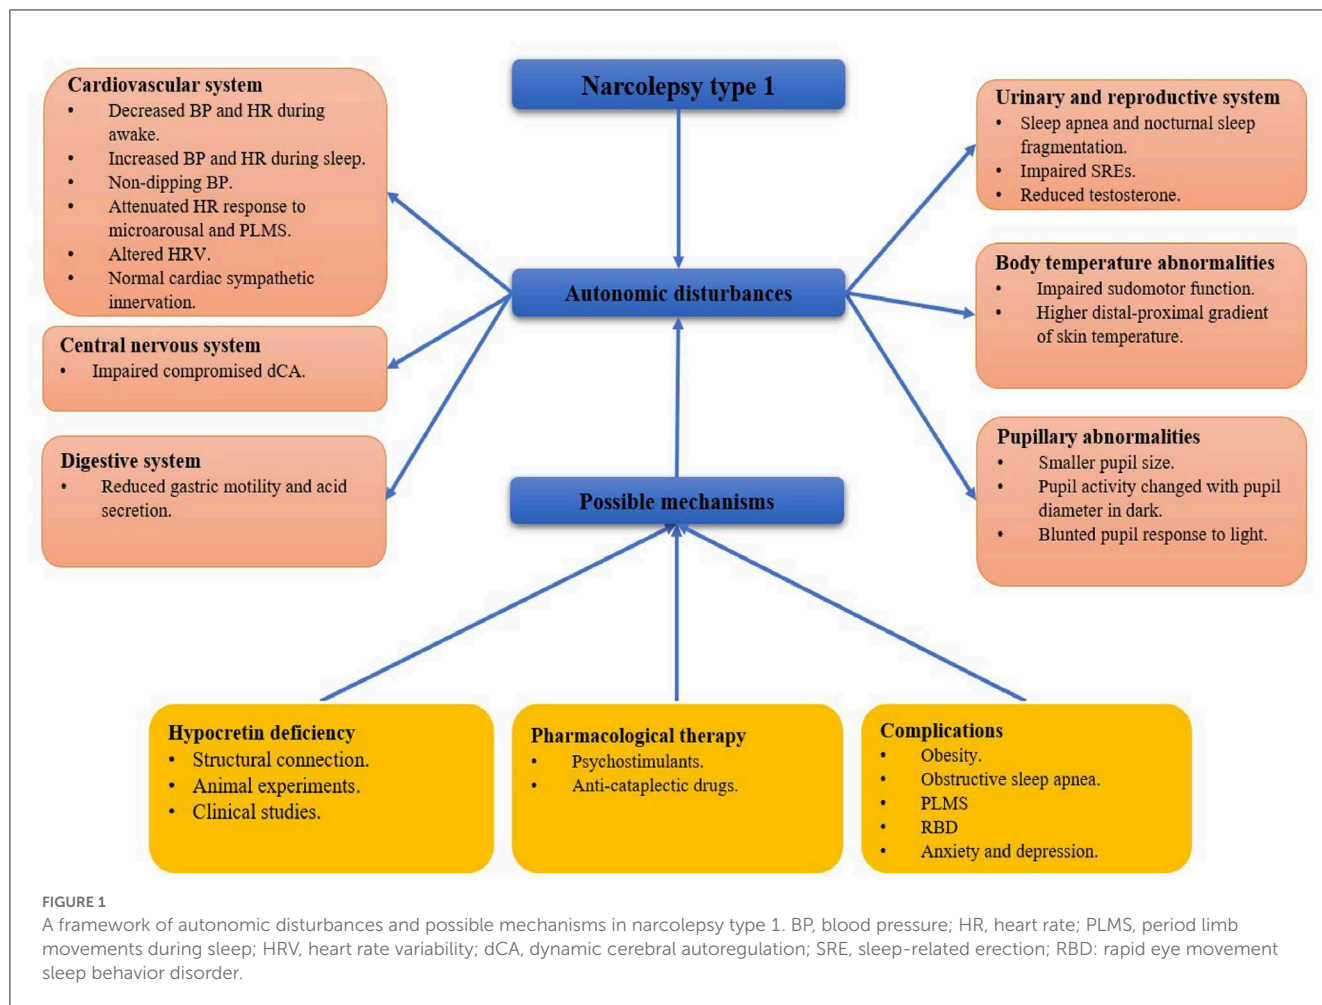 Narcolepsy type 1
Cardiovascular system
• Decreased BP and HR during
awake.
• Increased BP and HR during sleep.
• Non-dipping BP.
• Attenuated HR response to
microarousal and PLMS.
• Altered HRV.
• Normal cardiac sympathetic
innervation.
Central nervous system
• Impaired compromised dCA.
Digestive system
• Reduced gastric motility and acid
secretion.
Autonomic disturbances
Possible mechanisms
Urinary and reproductive system
• Sleep apnea and nocturnal sleep
fragmentation.
• Impaired SREs.
• Reduced testosterone.
Body temperature abnormalities
• Impaired sudomotor function.
• Higher distal-proximal gradient
of skin temperature.
Pupillary abnormalities
• Smaller pupil size.
• Pupil activity changed with pupil
diameter in dark.
• Blunted pupil response to light.
Hypocretin deficiency
• Structural connection.
• Animal experiments.
• Clinical studies.
Pharmacological therapy
• Psychostimulants.
• Anti-cataplectic drugs.
Complications
• Obesity.
• Obstructive sleep apnea.
• PLMS
• RBD
• Anxiety and depression.
FIGURE 1
A framework of autonomic disturbances and possible mechanisms in narcolepsy type 1. BP, blood pressure; HR, heart rate; PLMS, period limb
movements during sleep; HRV, heart rate variability; dCA, dynamic cerebral autoregulation; SRE, sleep-related erection; RBD: rapid eye movement
sleep behavior disorder.